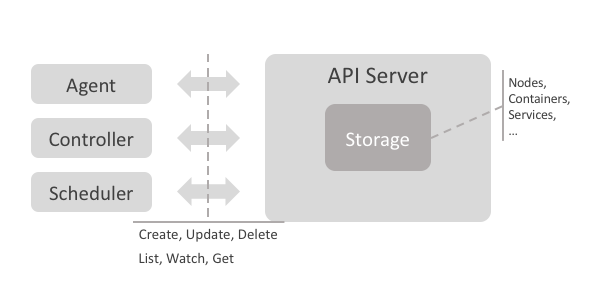 API Server
Agent
Controller
Scheduler
Storage
Nodes,
Containers,
Services,
...
Create, Update, Delete
List, Watch, Get